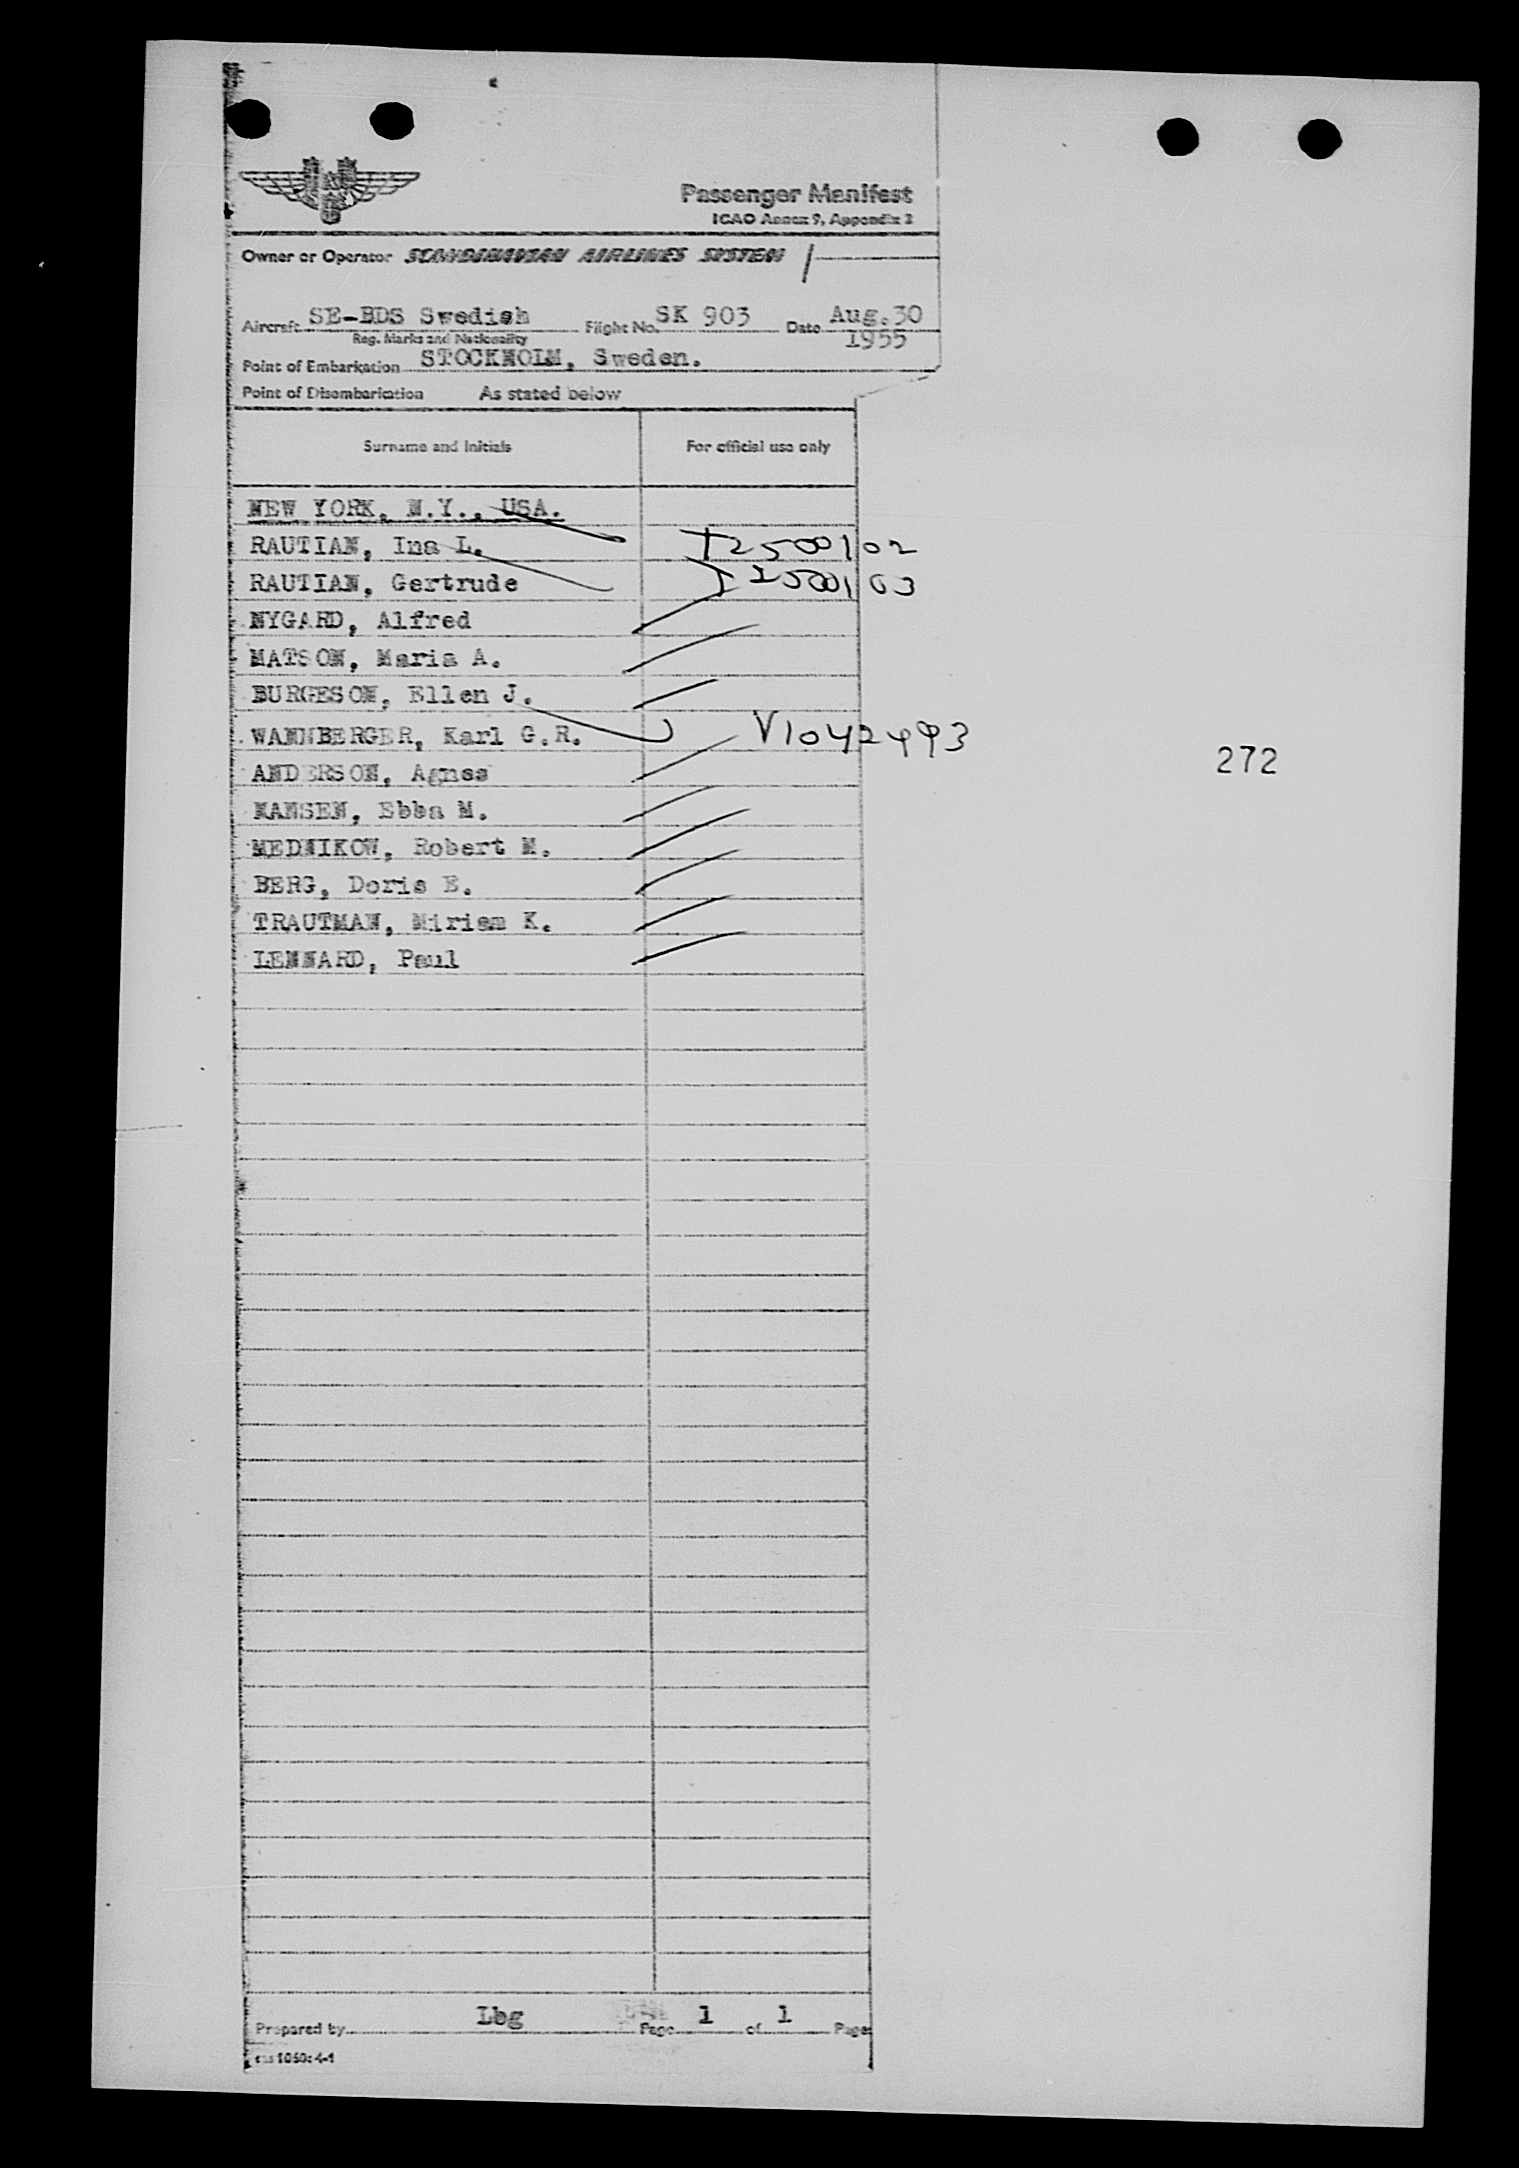 Passenger Manifest
ICAO Annex 9, Appendix 3
Owner or Operator SCANDINAVIAN AIRLINES SYSTEM
Aircraft SE-BDS Swedish Flight No. SK 903 Date Aug. 30
Reg. Marks and Nationality 1955
Point of Embarkation STOCKHOLM, Sweden.
Point of Disembarkation As stated below
Surname and Initials For official use only
NEW YORK, N.Y., USA.
RAUTIAN, Ina L. I2500102
RAUTIAN, Gertrude I2500103
NYGARD, Alfred
MATSON, Maria A.
BURGESON, Ellen J.
WANNBERGER, Karl G.R. V1042993
ANDERSON, Agnes
HANSEN, Ebba M.
MEDNIKOW, Robert M.
BERG, Doris E.
TRAUTMAN, Miriam K.
LENNARD, Paul
272
Prepared by Lbg Page 1 of 1 Page